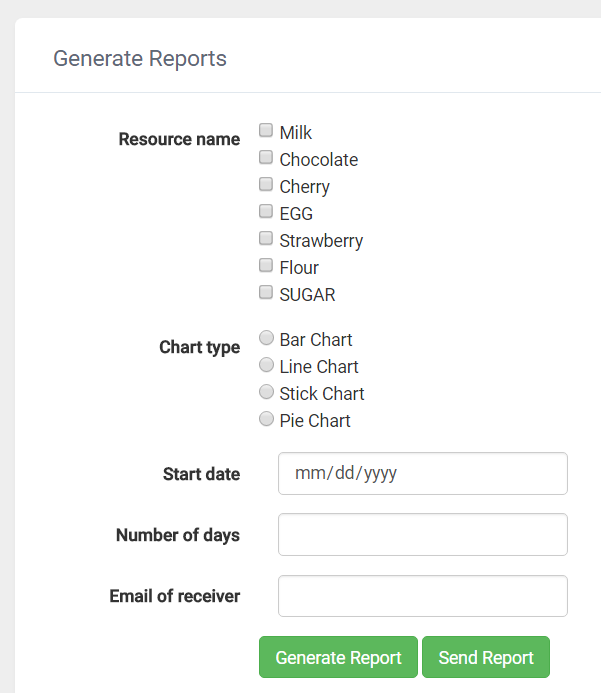 Generate Reports
Resource name
Milk
Chocolate
Cherry
EGG
Strawberry
Flour
SUGAR
Chart type
Bar Chart
Line Chart
Stick Chart
Pie Chart
Start date
mm/dd/yyyy
Number of days
Email of receiver
Generate Report
Send Report